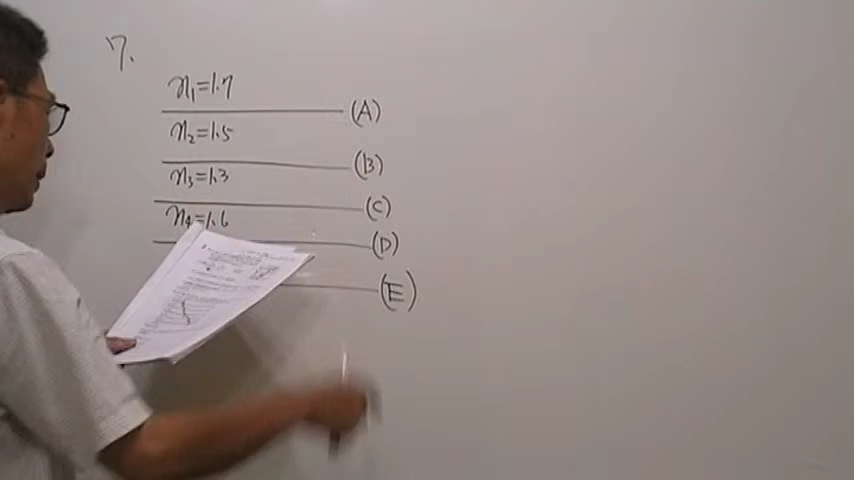 7.
n₁=1.7
(A)
n₂=1.5
(B)
n₃=1.3
(C)
n₄=1.6
(D)
(E)